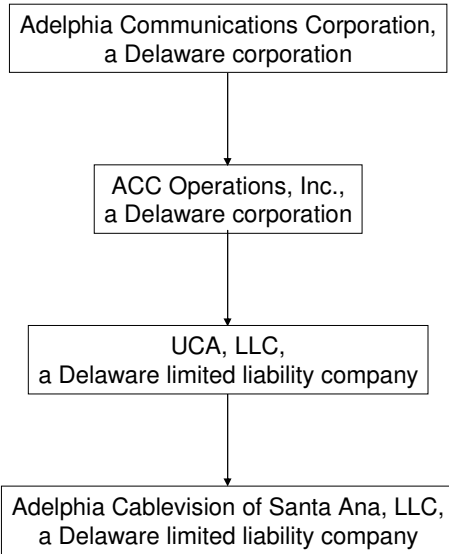 Adelphia Communications Corporation,
a Delaware corporation
ACC Operations, Inc.,
a Delaware corporation
UCA, LLC,
a Delaware limited liability company
Adelphia Cablevision of Santa Ana, LLC,
a Delaware limited liability company